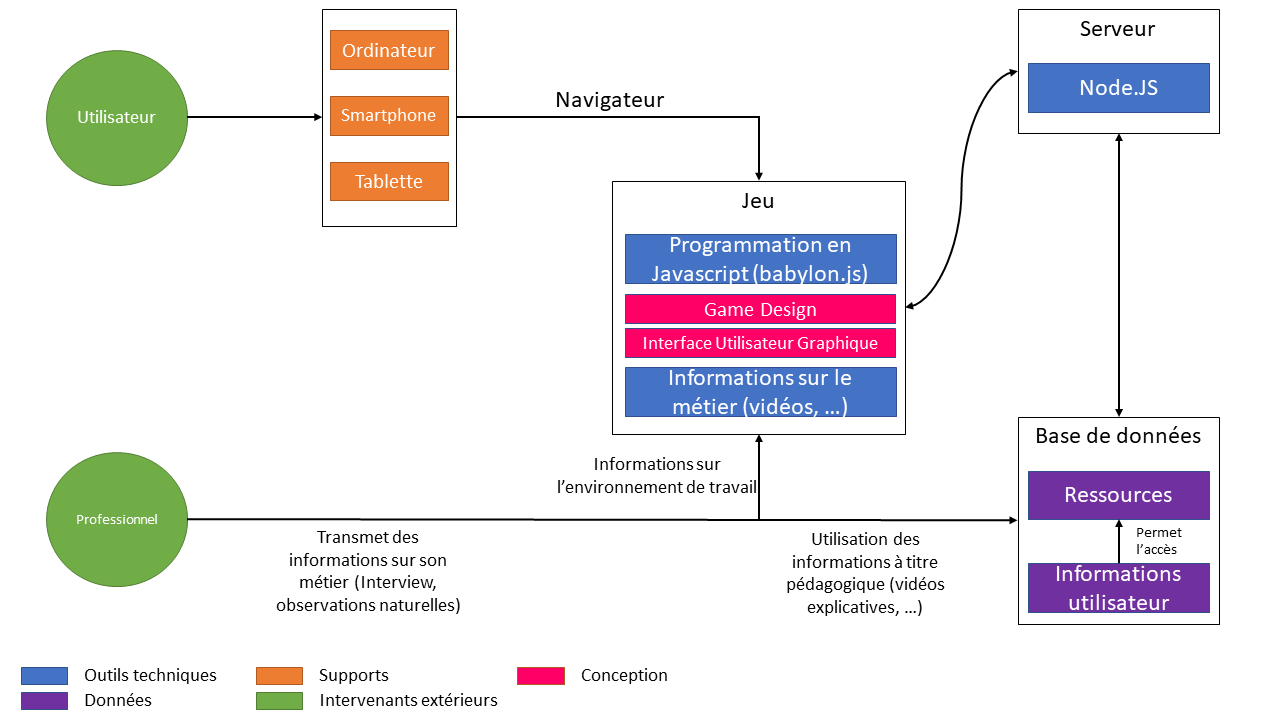 Utilisateur
Ordinateur
Smartphone
Tablette
Navigateur
Serveur
Node.JS
Jeu
Programmation en
Javascript (babylon.js)
Game Design
Interface Utilisateur Graphique
Informations sur le
métier (vidéos, …)
Informations sur
l’environnement de travail
Professionnel
Transmet des
informations sur son
métier (Interview,
observations naturelles)
Utilisation des
informations à titre
pédagogique (vidéos
explicatives, …)
Base de données
Ressources
Permet
l’accès
Informations
utilisateur
Outils techniques
Supports
Conception
Données
Intervenants extérieurs